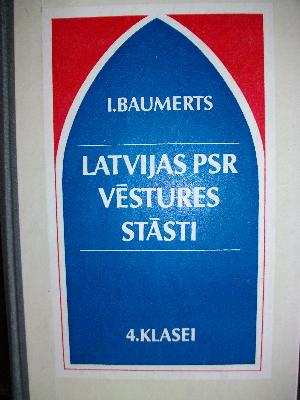 I.BAUMERTS
LATVIJAS PSR
VĒSTURES
STĀSTI
4.KLASEI